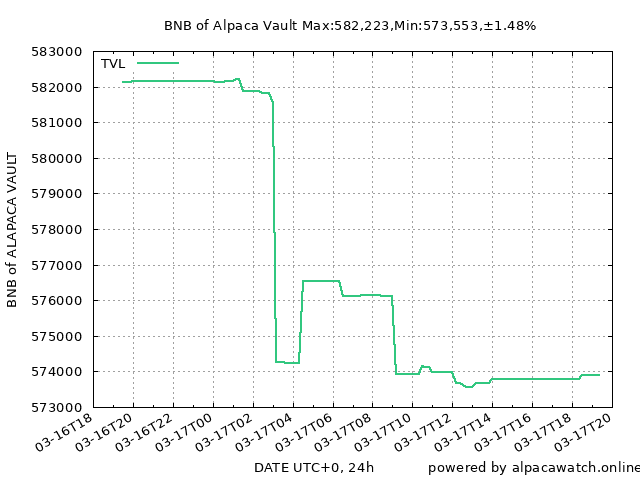 BNB of Alpaca Vault Max:582,223,Min:573,553,±1.48%
TVL
583000
582000
581000
580000
579000
578000
577000
576000
575000
574000
573000
BNB of ALAPACA VAULT
03-16T18
03-16T20
03-16T22
03-17T00
03-17T02
03-17T04
03-17T06
03-17T08
03-17T10
03-17T12
03-17T14
03-17T16
03-17T18
03-17T20
DATE UTC+0, 24h
powered by alpacawatch.online